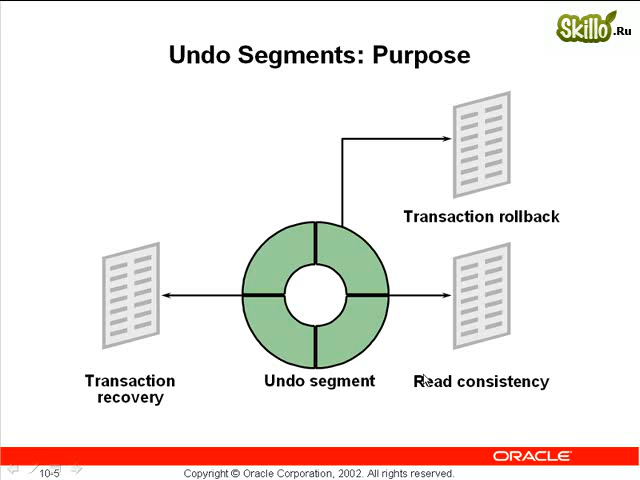 Skillo.Ru
Undo Segments: Purpose
Transaction rollback
Transaction
recovery
Undo segment
Read consistency
ORACLE
10-5
Copyright © Oracle Corporation, 2002. All rights reserved.